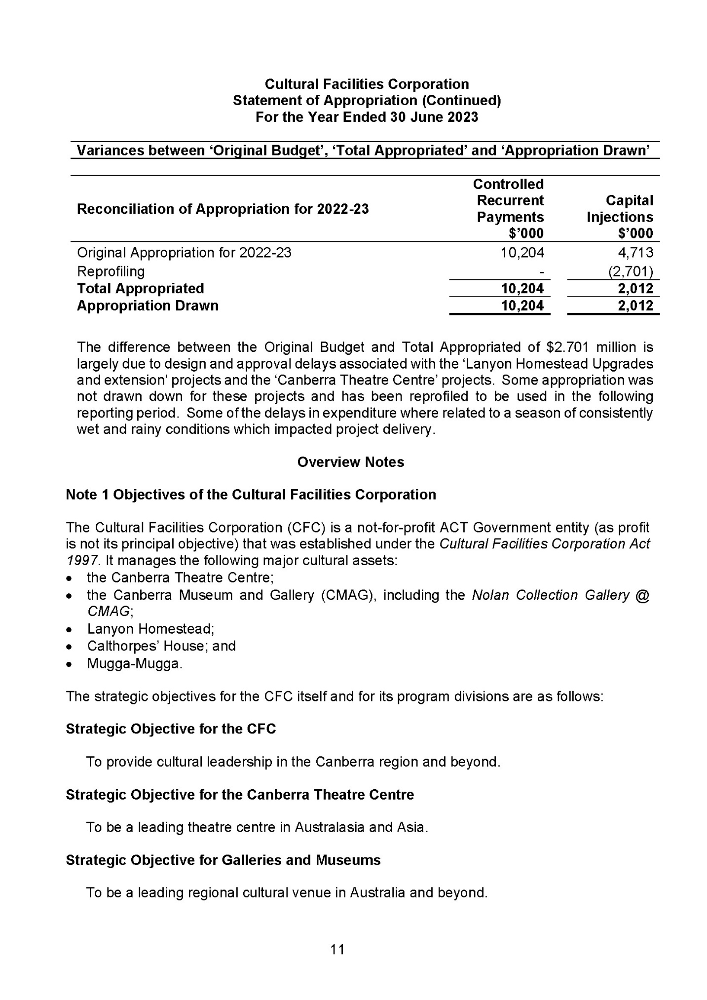 Cultural Facilities Corporation
Statement of Appropriation (Continued)
For the Year Ended 30 June 2023
Variances between ‘Original Budget’, ‘Total Appropriated’ and ‘Appropriation Drawn’
Reconciliation of Appropriation for 2022-23
Controlled
Recurrent
Payments
$’000
Capital
Injections
$’000
Original Appropriation for 2022-23 10,204 4,713
Reprofiling - (2,701)
Total Appropriated 10,204 2,012
Appropriation Drawn 10,204 2,012
The difference between the Original Budget and Total Appropriated of $2.701 million is
largely due to design and approval delays associated with the ‘Lanyon Homestead Upgrades
and extension’ projects and the ‘Canberra Theatre Centre’ projects. Some appropriation was
not drawn down for these projects and has been reprofiled to be used in the following
reporting period. Some of the delays in expenditure where related to a season of consistently
wet and rainy conditions which impacted project delivery.
Overview Notes
Note 1 Objectives of the Cultural Facilities Corporation
The Cultural Facilities Corporation (CFC) is a not-for-profit ACT Government entity (as profit
is not its principal objective) that was established under the Cultural Facilities Corporation Act
1997. It manages the following major cultural assets:
• the Canberra Theatre Centre;
• the Canberra Museum and Gallery (CMAG), including the Nolan Collection Gallery @
CMAG;
• Lanyon Homestead;
• Calthorpes’ House; and
• Mugga-Mugga.
The strategic objectives for the CFC itself and for its program divisions are as follows:
Strategic Objective for the CFC
To provide cultural leadership in the Canberra region and beyond.
Strategic Objective for the Canberra Theatre Centre
To be a leading theatre centre in Australasia and Asia.
Strategic Objective for Galleries and Museums
To be a leading regional cultural venue in Australia and beyond.
11